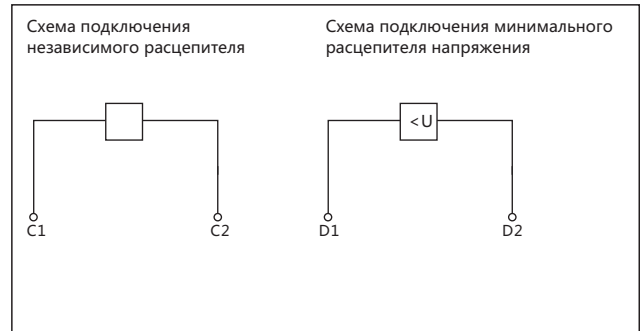 Схема подключения
независимого расцепителя
Схема подключения минимального
расцепителя напряжения
<U
C1
C2
D1
D2